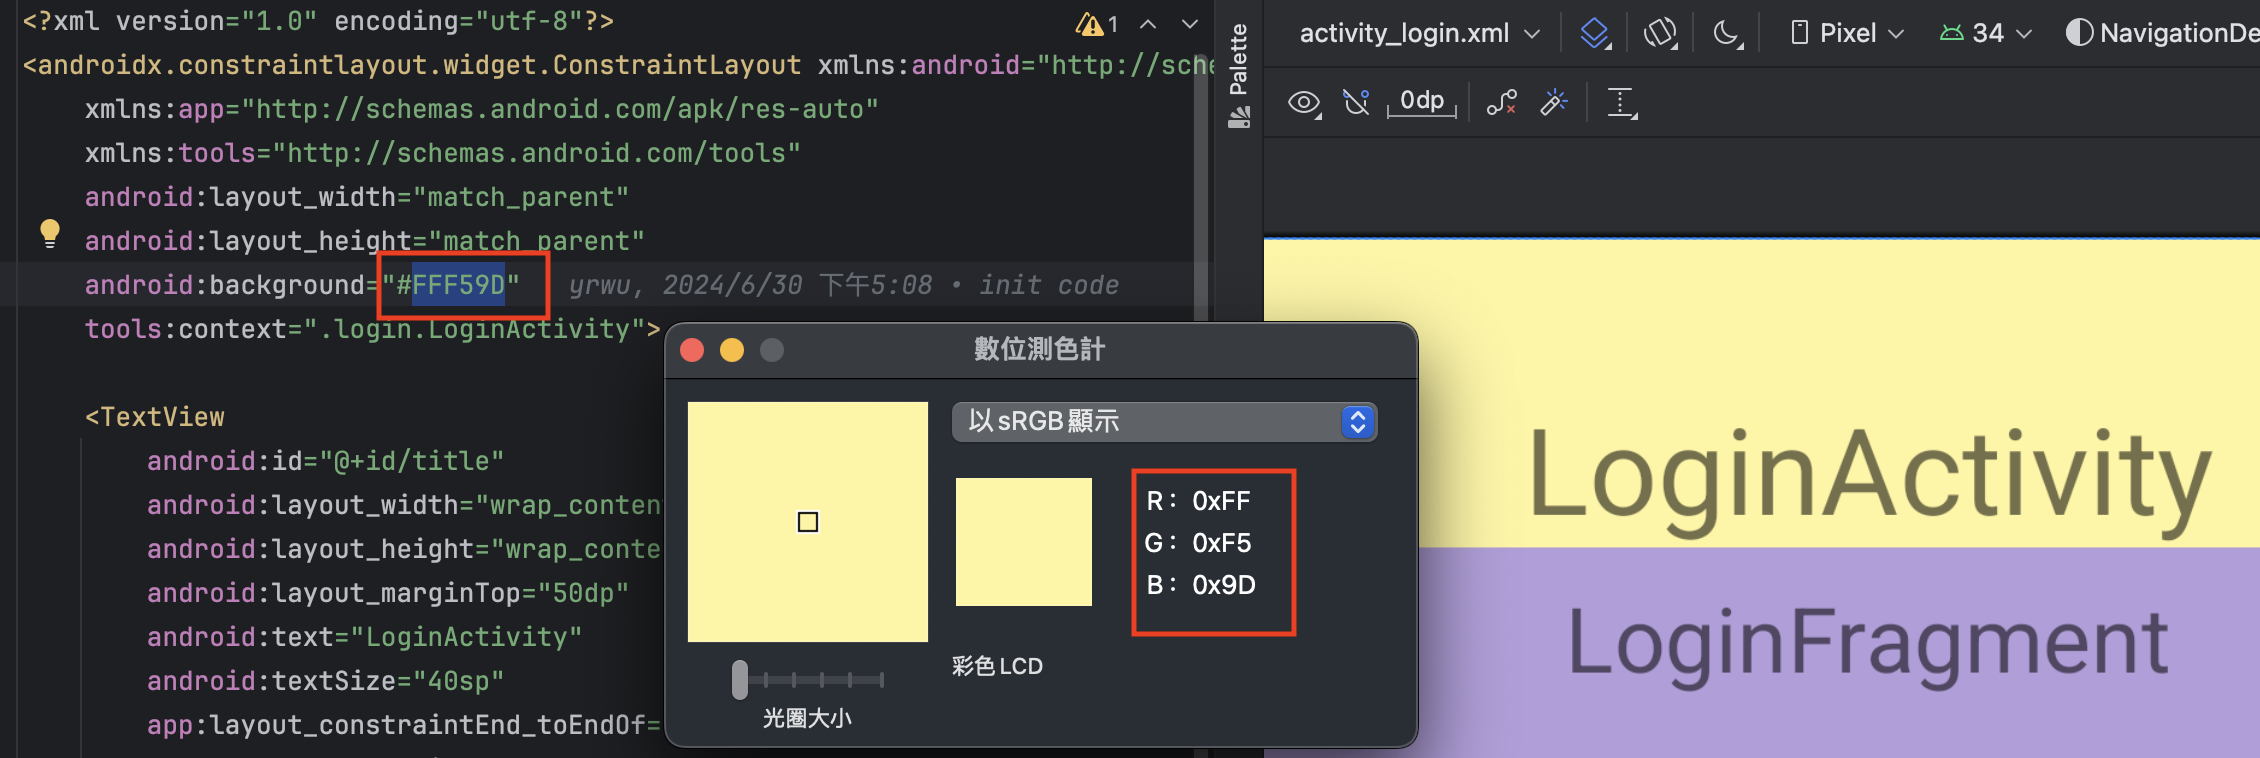 <?xml version="1.0" encoding="utf-8"?>
<androidx.constraintlayout.widget.ConstraintLayout xmlns:android="http://sche
xmlns:app="http://schemas.android.com/apk/res-auto"
xmlns:tools="http://schemas.android.com/tools"
android:layout_width="match_parent"
android:layout_height="match_parent"
android:background="#FFF59D" yrwu, 2024/6/30 下午5:08 • init code
tools:context=".login.LoginActivity">
<TextView
android:id="@+id/title"
android:layout_width="wrap_conten
android:layout_height="wrap_conte
android:layout_marginTop="50dp"
android:text="LoginActivity"
android:textSize="40sp"
app:layout_constraintEnd_toEndOf=
1
Palette
activity_login.xml
Pixel
34
NavigationDe
0dp
LoginActivity
LoginFragment
數位測色計
以 sRGB 顯示
R： 0xFF
G： 0xF5
B： 0x9D
彩色 LCD
光圈大小